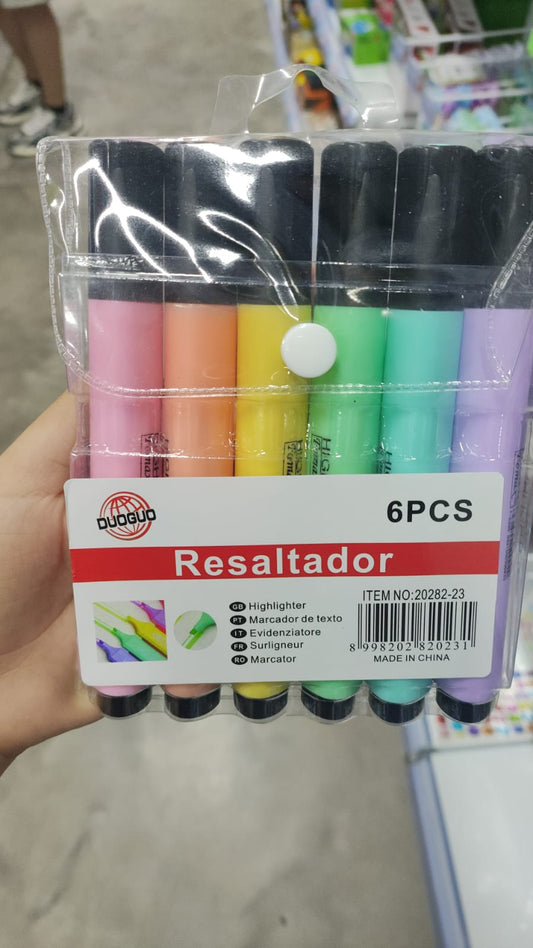 DUOGUO
6PCS
Resaltador
GB Highlighter
PT Marcador de texto
IT Evidenziatore
FR Surligneur
RO Marcator
ITEM NO:20282-23
8 998202 820231
MADE IN CHINA